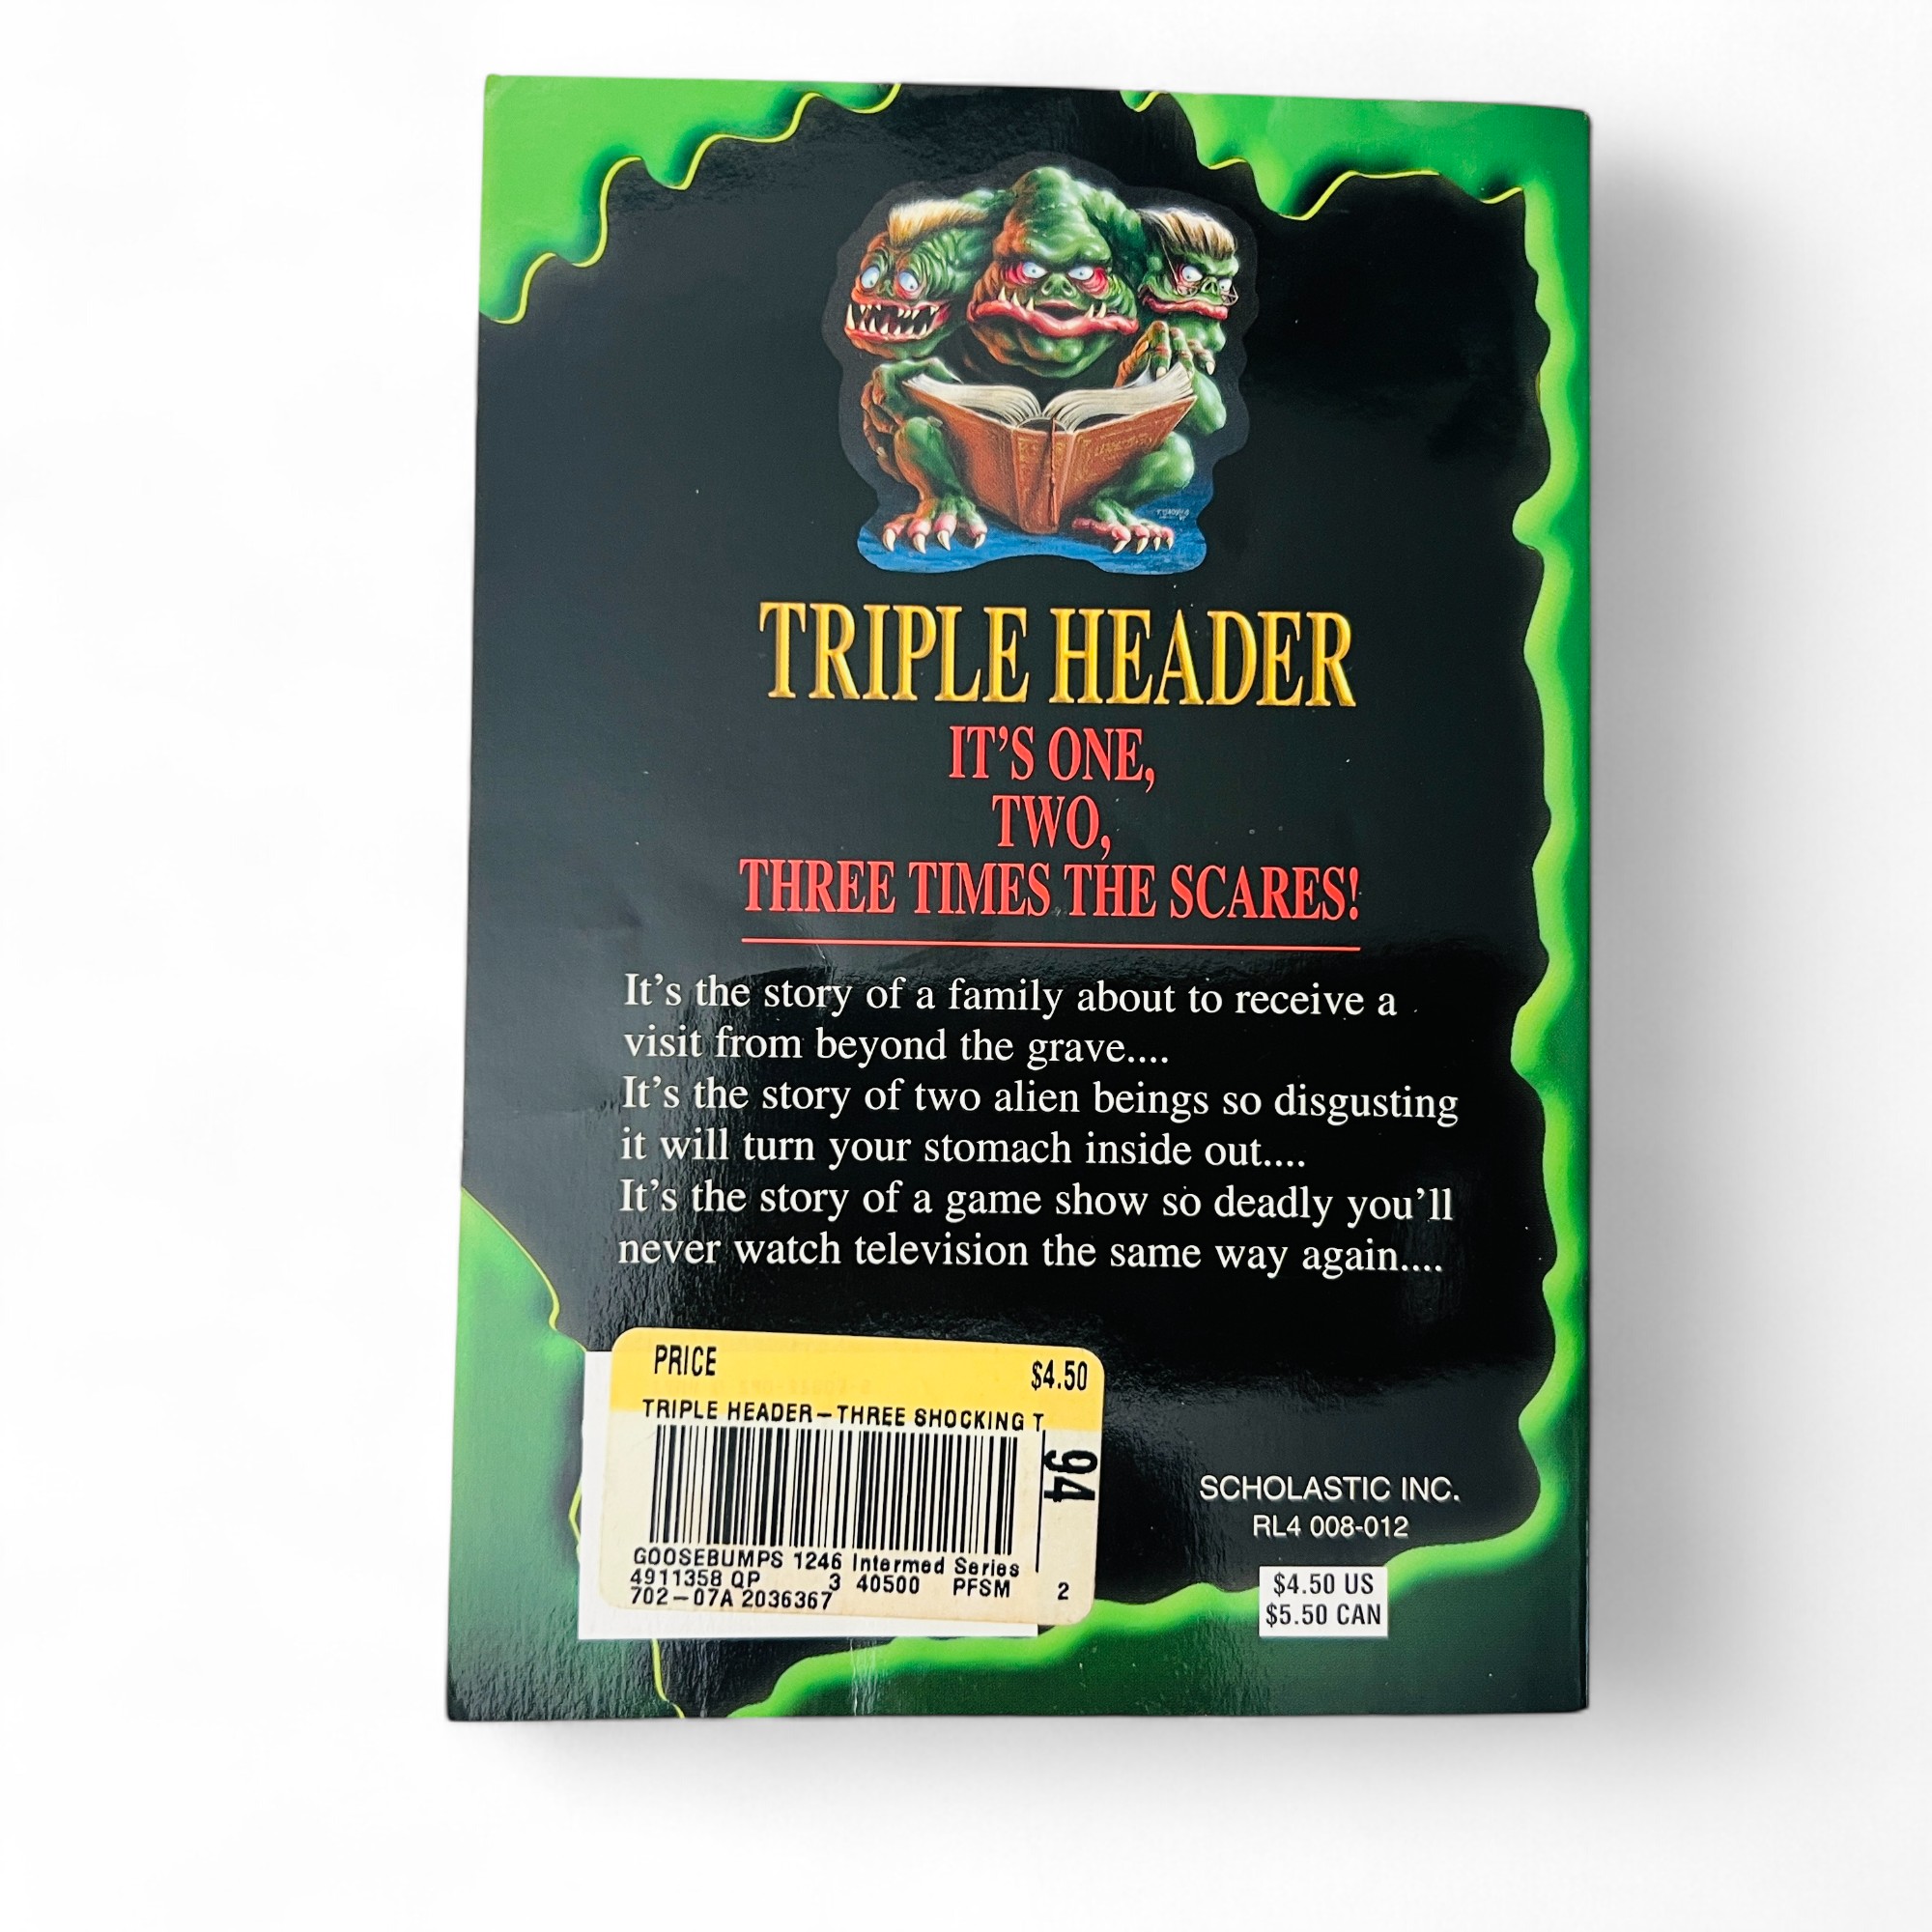 TRIPLE HEADER
IT'S ONE,
TWO,
THREE TIMES THE SCARES!
It's the story of a family about to receive a
visit from beyond the grave....
It's the story of two alien beings so disgusting
it will turn your stomach inside out....
It's the story of a game show so deadly you'll
never watch television the same way again....
PRICE $4.50
TRIPLE HEADER-THREE SHOCKING T
94
GOOSEBUMPS 1246 Intermed Series
4911358 QP 3 40500 PFSM 2
702-07A 2036367
SCHOLASTIC INC.
RL4 008-012
$4.50 US
$5.50 CAN